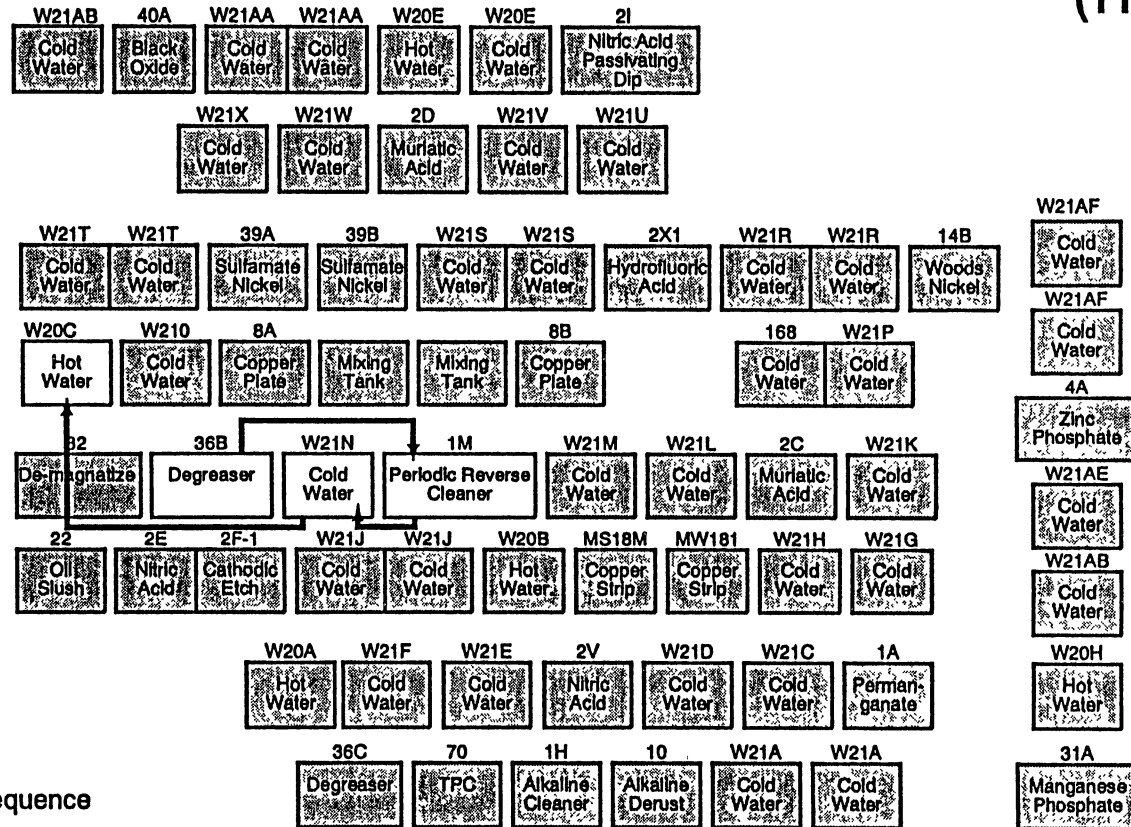 (H
W21AB 40A W21AA W21AA W20E W20E 2I
Cold Water Black Oxide Cold Water Cold Water Hot Water Cold Water Nitric Acid Passivating Dip
W21X W21W 2D W21V W21U
Cold Water Cold Water Muriatic Acid Cold Water Cold Water
W21AF
Cold Water
W21T W21T 39A 39B W21S W21S 2X1 W21R W21R 14B
Cold Water Cold Water Sulfamate Nickel Sulfamate Nickel Cold Water Cold Water Hydrofluoric Acid Cold Water Cold Water Woods Nickel
W21AF
Cold Water
W20C W210 8A 8B 168 W21P
Hot Water Cold Water Copper Plate Mixing Tank Mixing Tank Copper Plate Cold Water Cold Water
4A
Zinc Phosphate
32 36B W21N 1M W21M W21L 2C W21K
De-magnatize Degreaser Cold Water Periodic Reverse Cleaner Cold Water Cold Water Muriatic Acid Cold Water
W21AE
Cold Water
22 2E 2F-1 W21J W21J W20B MS18M MW181 W21H W21G
Oil Slush Nitric Acid Cathodic Etch Cold Water Cold Water Hot Water Copper Strip Copper Strip Cold Water Cold Water
W21AB
Cold Water
W20A W21F W21E 2V W21D W21C 1A
Hot Water Cold Water Cold Water Nitric Acid Cold Water Cold Water Perman-ganate
W20H
Hot Water
36C 70 1H 10 W21A W21A
Degreaser TPC Alkaline Cleaner Alkaline Derust Cold Water Cold Water
31A
Manganese Phosphate
equence